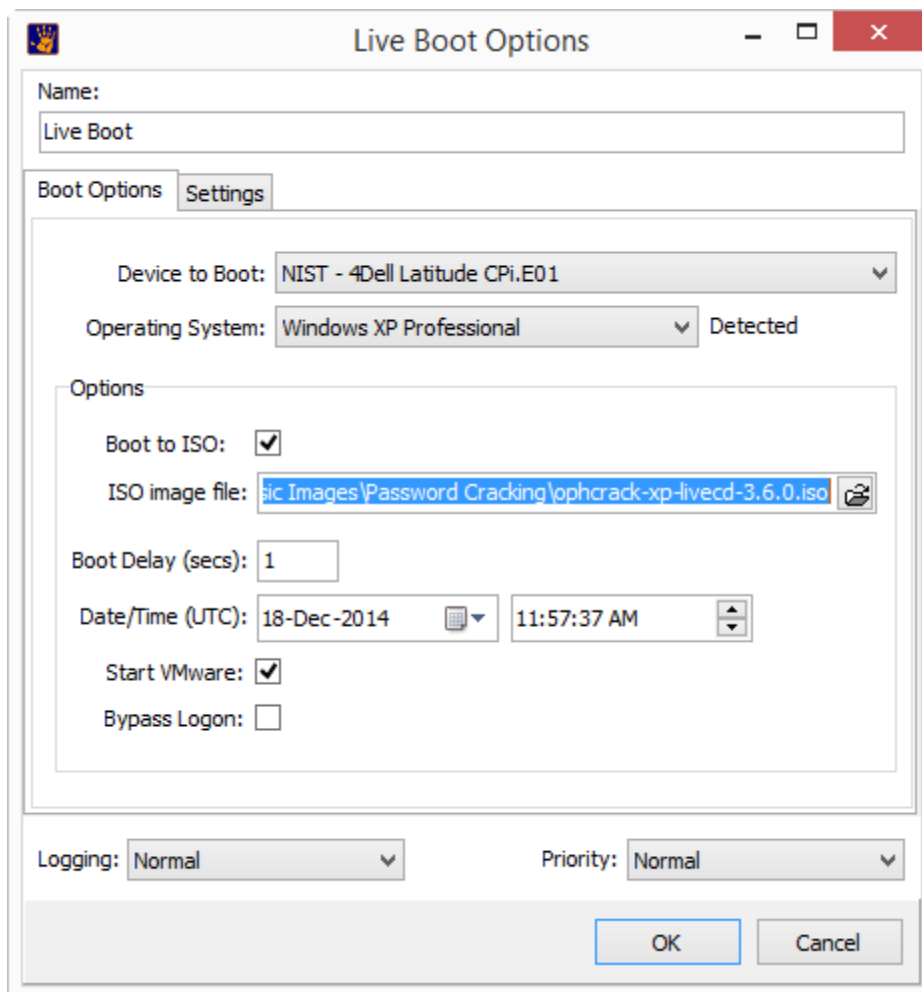 Live Boot Options
Name:
Live Boot
Boot Options Settings
Device to Boot: NIST - 4Dell Latitude CPi.E01
Operating System: Windows XP Professional Detected
Options
Boot to ISO:
ISO image file: sic Images\Password Cracking\ophcrack-xp-livecd-3.6.0.iso
Boot Delay (secs): 1
Date/Time (UTC): 18-Dec-2014 11:57:37 AM
Start VMware:
Bypass Logon:
Logging: Normal Priority: Normal
OK Cancel